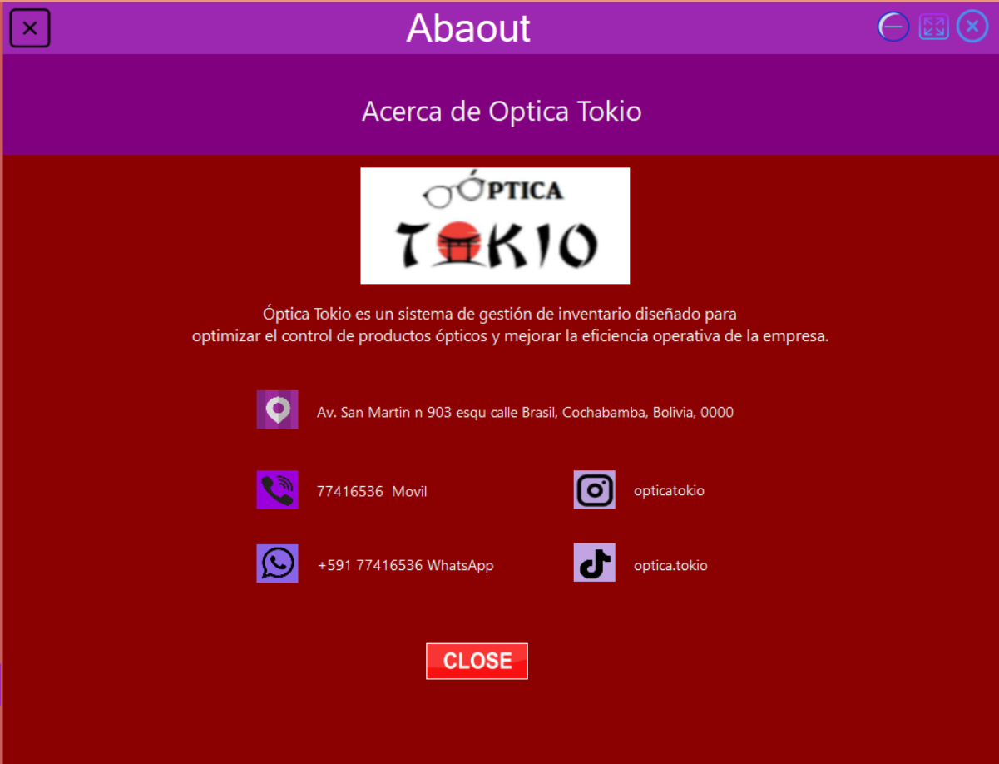 Abaout
Acerca de Optica Tokio
ÓPTICA
TOKIO
Óptica Tokio es un sistema de gestión de inventario diseñado para
optimizar el control de productos ópticos y mejorar la eficiencia operativa de la empresa.
Av. San Martin n 903 esqu calle Brasil, Cochabamba, Bolivia, 0000
77416536 Movil
opticatokio
+591 77416536 WhatsApp
optica.tokio
CLOSE